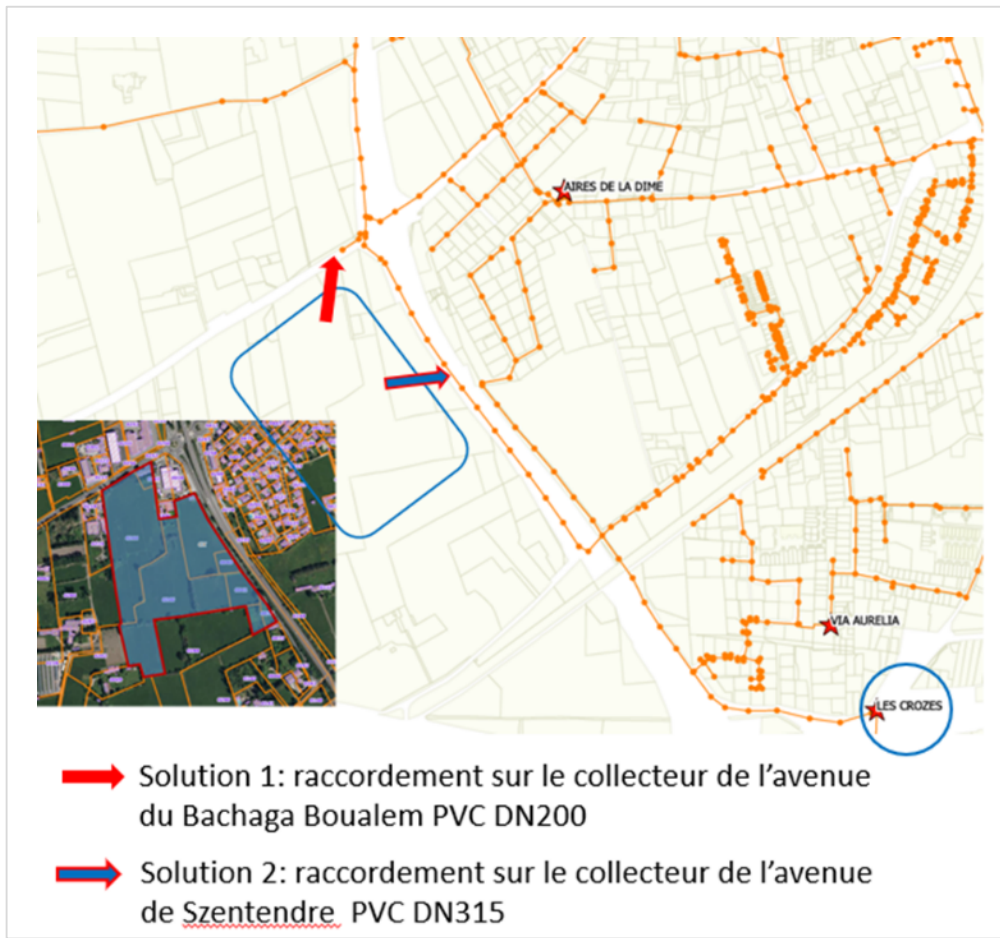 AIRES DE LA DIME
VIA AURELIA
LES CROZES
Solution 1: raccordement sur le collecteur de l'avenue
du Bachaga Boualem PVC DN200
Solution 2: raccordement sur le collecteur de l'avenue
de Szentendre PVC DN315